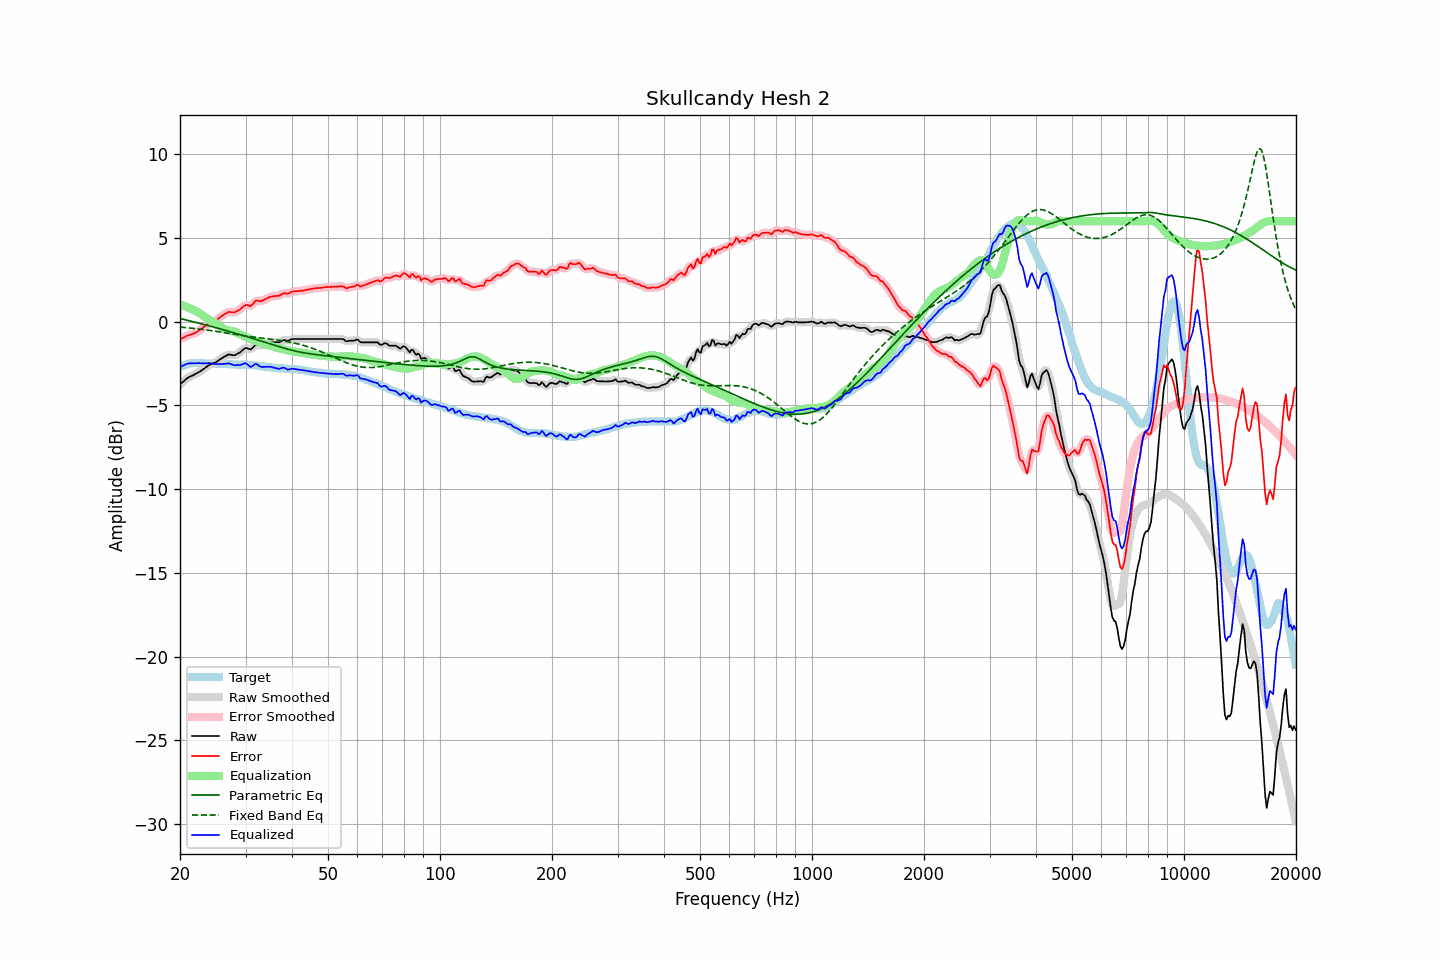 Skullcandy Hesh 2
10
5
0
−5
−10
−15
−20
−25
−30
Amplitude (dBr)
Target
Raw Smoothed
Error Smoothed
Raw
Error
Equalization
Parametric Eq
Fixed Band Eq
Equalized
20 50 100 200 500 1000 2000 5000 10000 20000
Frequency (Hz)